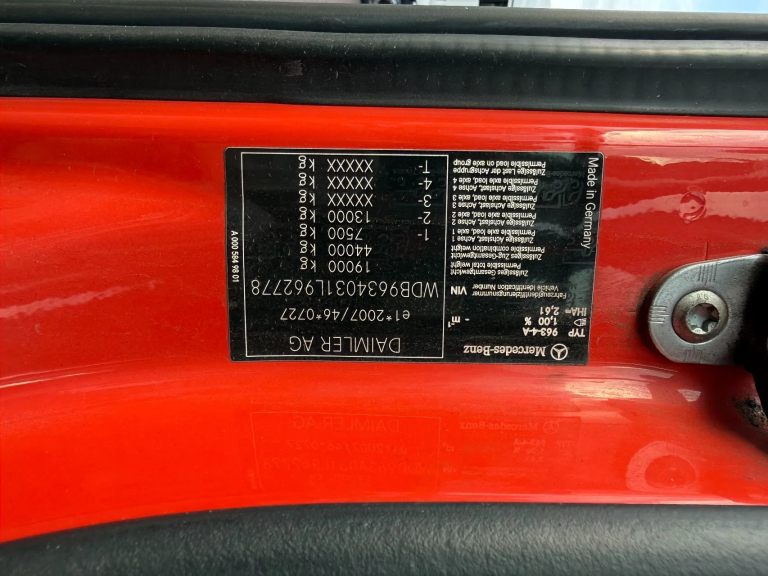 Mercedes-Benz
DAIMLER AG
TYP 963-4-A
1,00 % - m⁻¹
IHA= 2,61
e1*2007/46*0727
Fahrzeugidentifizierungsnummer
Vehicle Identification Number VIN
WDB9634031L962778
Zulässiges Gesamtgewicht
Permissible total weight 19000 kg
Zulässiges Zug-Gesamtgewicht
Permissible combination weight 44000 kg
Zulässige Achslast, Achse 1
Permissible axle load, axle 1 1- 7500 kg
Zulässige Achslast, Achse 2
Permissible axle load, axle 2 2- 13000 kg
Zulässige Achslast, Achse 3
Permissible axle load, axle 3 3- XXXXX kg
Zulässige Achslast, Achse 4
Permissible axle load, axle 4 4- XXXXX kg
Zulässige Last der Achsgruppe
Permissible load on axle group T- XXXXX kg
Made in Germany
A 000 584 98 01